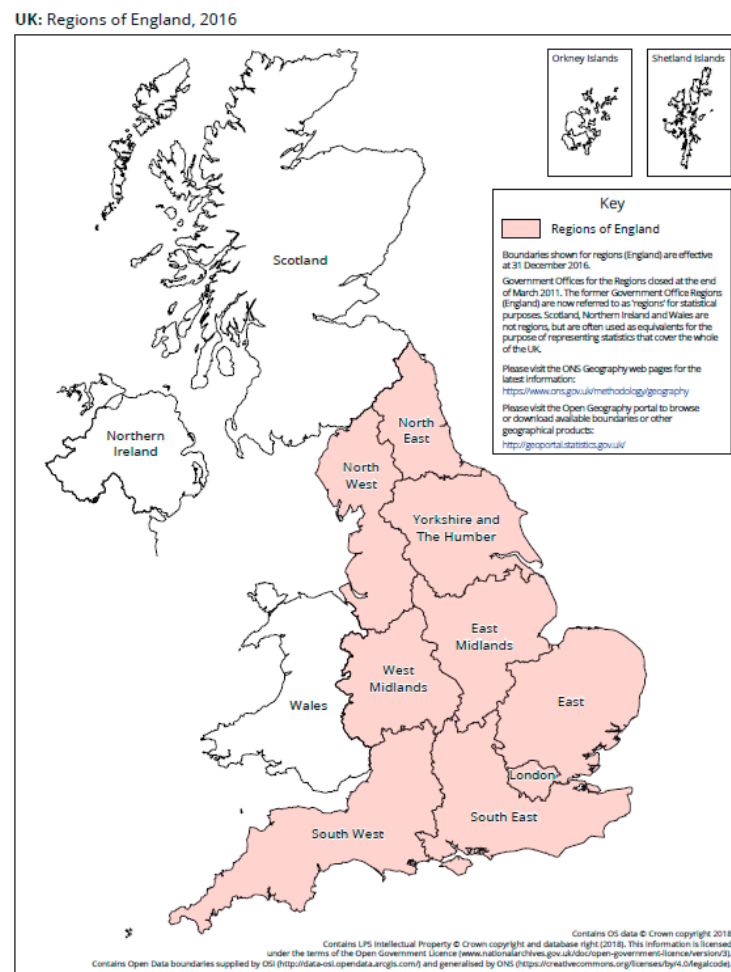 UK: Regions of England, 2016
Orkney Islands
Shetland Islands
Key
Regions of England
Boundaries shown for regions (England) are effective
at 31 December 2016.
Government Offices for the Regions closed at the end
of March 2011. The former Government Office Regions
(England) are now referred to as 'regions' for statistical
purposes. Scotland, Northern Ireland and Wales are
not regions, but are often used as equivalents for the
purpose of representing statistics that cover the whole
of the UK.
Please visit the ONS Geography web pages for the
latest information:
https://www.ons.gov.uk/methodology/geography
Please visit the Open Geography portal to browse
or download available boundaries or other
geographical products:
http://geoportal.statistics.gov.uk/
Scotland
North
East
Northern
Ireland
North
West
Yorkshire and
The Humber
East
Midlands
West
Midlands
Wales
East
London
South East
South West
Contains OS data © Crown copyright 2018
Contains LPS Intellectual Property © Crown copyright and database right (2018). This information is licensed
under the terms of the Open Government Licence (www.nationalarchives.gov.uk/doc/open-government-licence/version/3).
Contains Open Data boundaries supplied by OSI (http://data-osi.opendata.arcgis.com/) and generalised by ONS (https://creativecommons.org/licenses/by/4.0/legalcode).